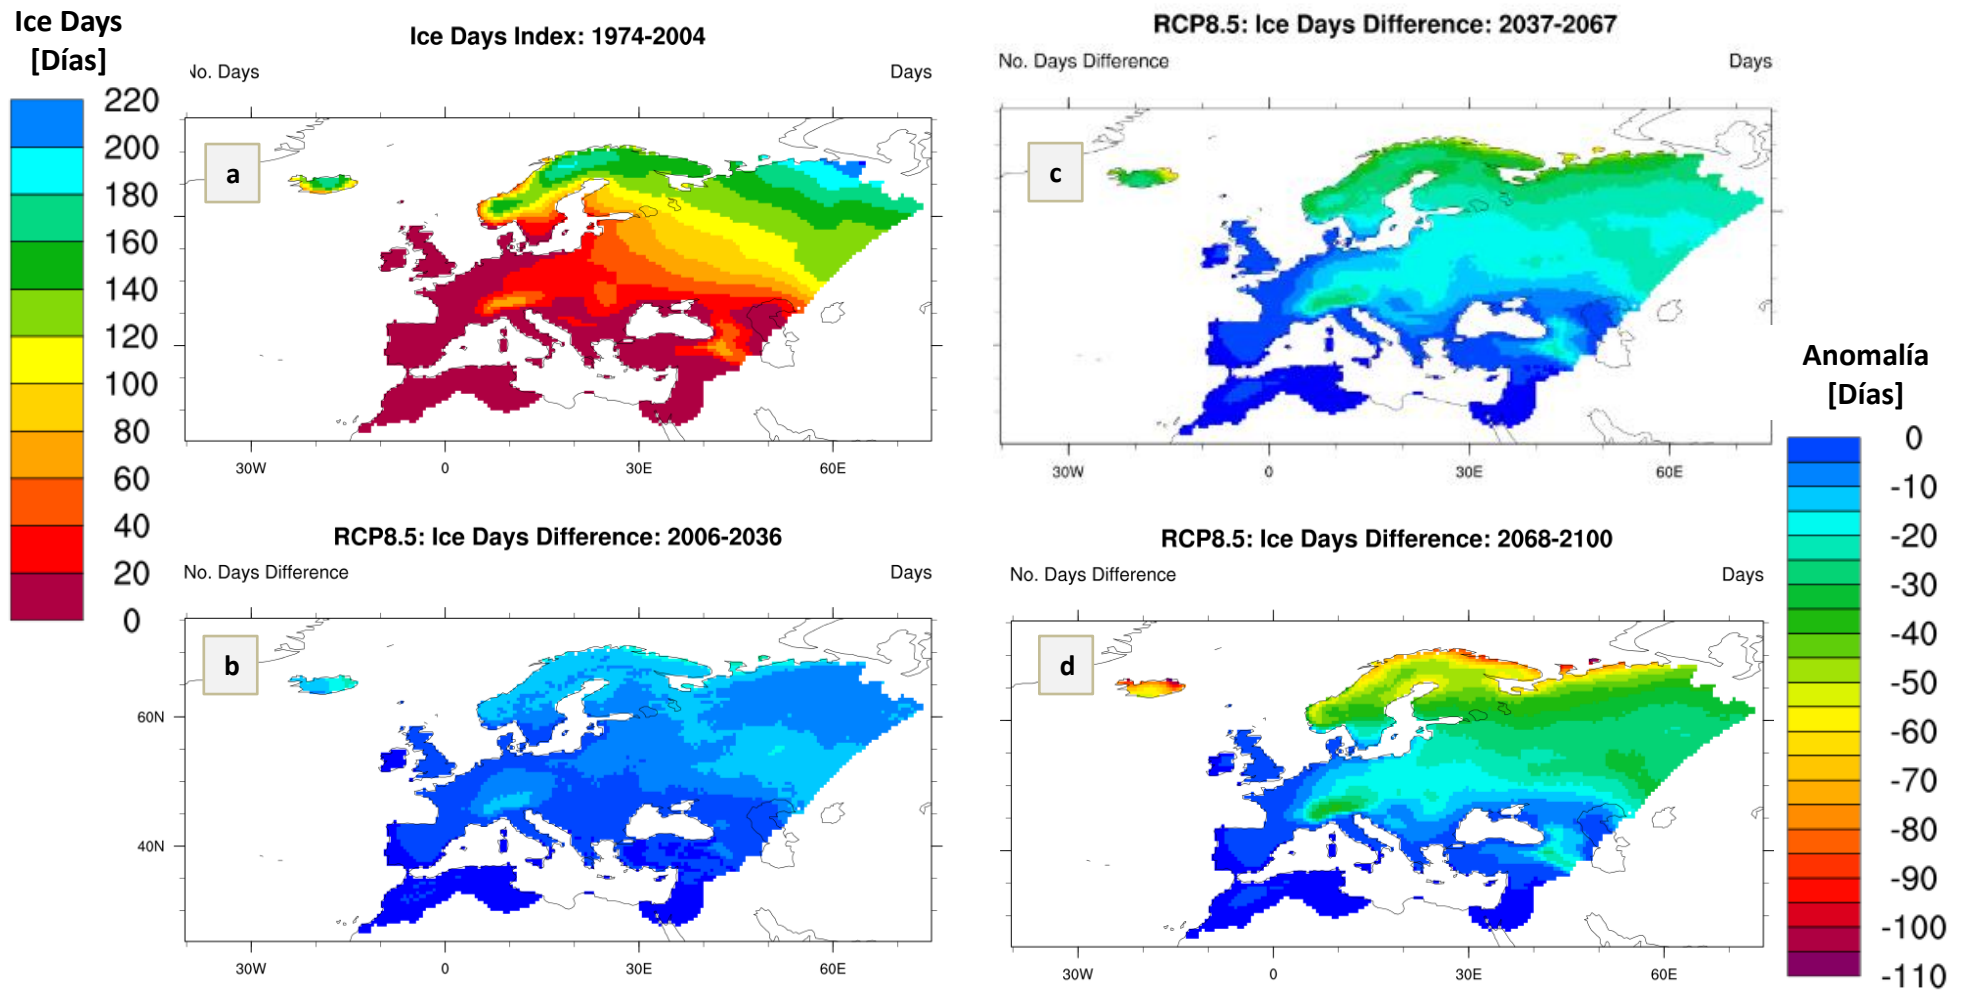 Ice Days
[Días]
220
200
180
160
140
120
100
80
60
40
20
0
Ice Days Index: 1974-2004
No. Days
Days
a
30W
0
30E
60E
RCP8.5: Ice Days Difference: 2037-2067
No. Days Difference
Days
c
30W
0
30E
60E
RCP8.5: Ice Days Difference: 2006-2036
No. Days Difference
Days
b
60N
40N
30W
0
30E
60E
RCP8.5: Ice Days Difference: 2068-2100
No. Days Difference
Days
d
30W
0
30E
60E
Anomalía
[Días]
0
-10
-20
-30
-40
-50
-60
-70
-80
-90
-100
-110